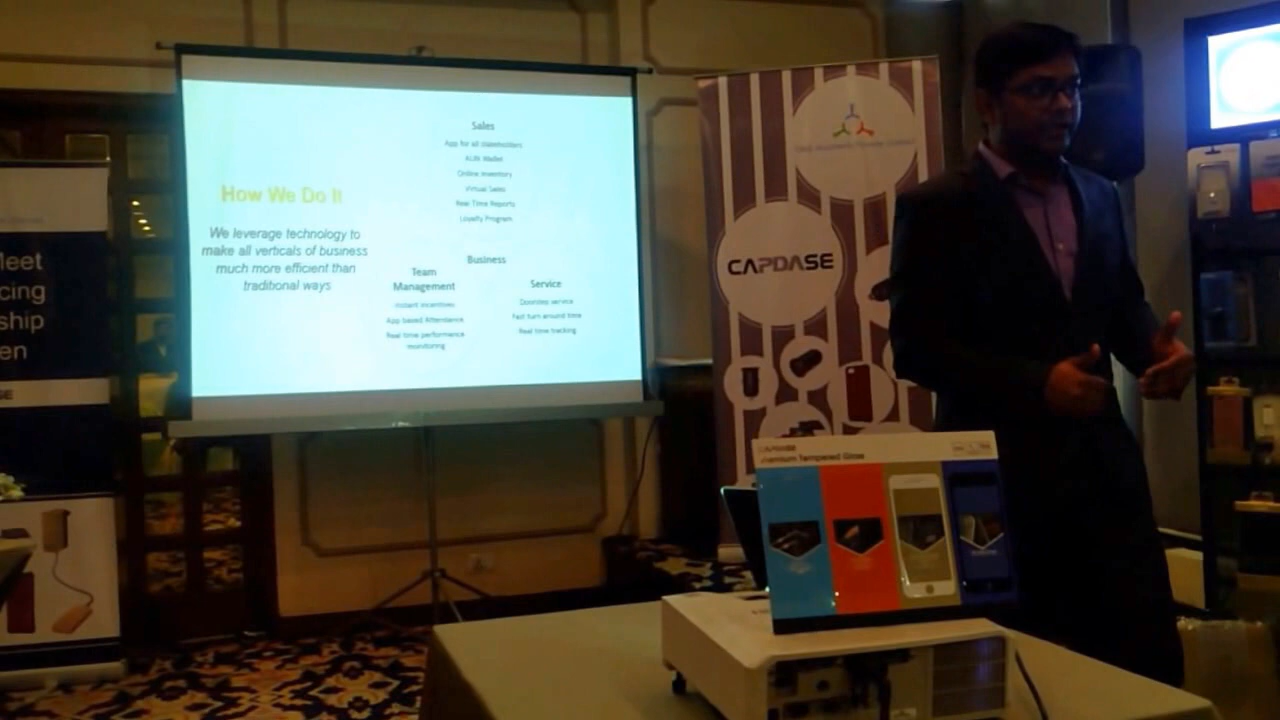 How We Do It
We leverage technology to
make all verticals of business
much more efficient than
traditional ways
Sales
App for all stakeholders
Online Inventory
Virtual Sales
Real Time Reports
Loyalty Program
Business
Team
Management
Instant incentives
App based Attendance
Real time performance
monitoring
Service
Doorstep service
Fast turn around time
Real time tracking
CAPDASE
CAPDASE
Premium Tempered Glass
Meet
cing
ship
en
SE